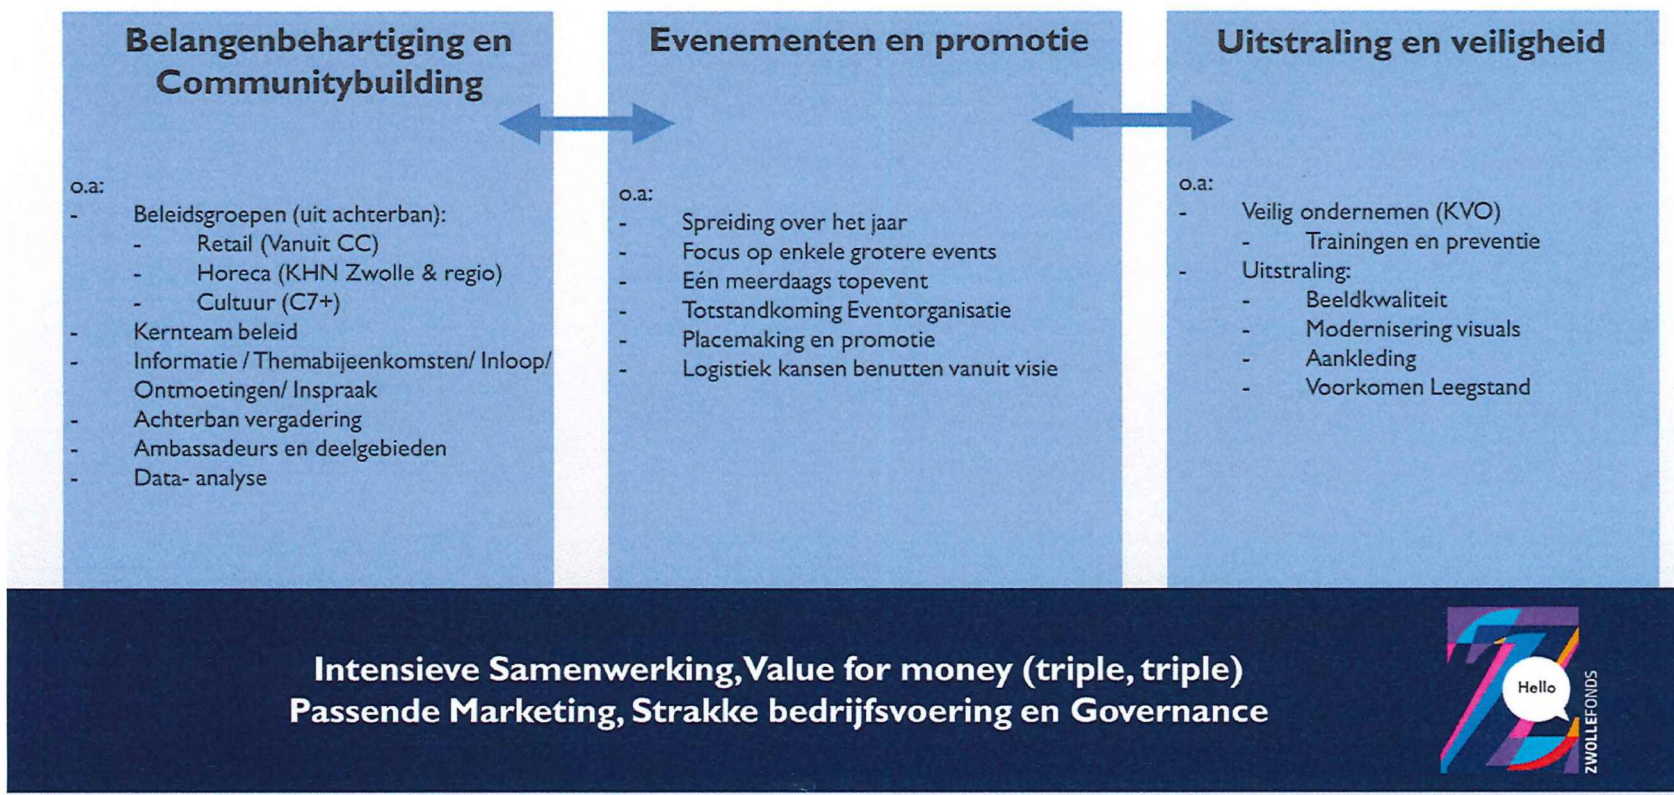 Belangenbehartiging en
Communitybuilding
o.a:
- Beleidsgroepen (uit achterban):
- Retail (Vanuit CC)
- Horeca (KHN Zwolle & regio)
- Cultuur (C7+)
- Kernteam beleid
- Informatie / Themabijeenkomsten/ Inloop/
Ontmoetingen/ Inspraak
- Achterban vergadering
- Ambassadeurs en deelgebieden
- Data- analyse
Evenementen en promotie
o.a:
- Spreiding over het jaar
- Focus op enkele grotere events
- Eén meerdaags topevent
- Totstandkoming Eventorganisatie
- Placemaking en promotie
- Logistiek kansen benutten vanuit visie
Uitstraling en veiligheid
o.a:
- Veilig ondernemen (KVO)
- Trainingen en preventie
- Uitstraling:
- Beeldkwaliteit
- Modernisering visuals
- Aankleding
- Voorkomen Leegstand
Intensieve Samenwerking, Value for money (triple, triple)
Passende Marketing, Strakke bedrijfsvoering en Governance
Hello
ZWOLLEFONDS